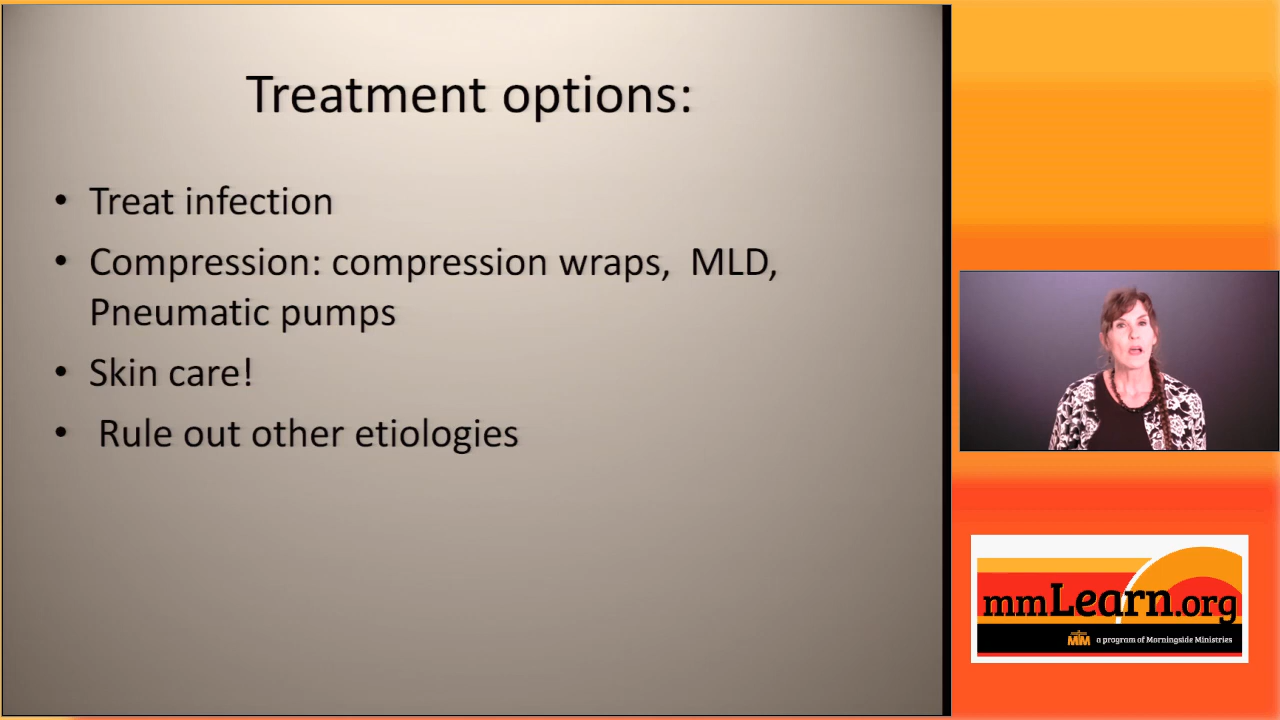 Treatment options:
• Treat infection
• Compression: compression wraps, MLD,
Pneumatic pumps
• Skin care!
• Rule out other etiologies
mmLearn.org
MM a program of Morningside Ministries